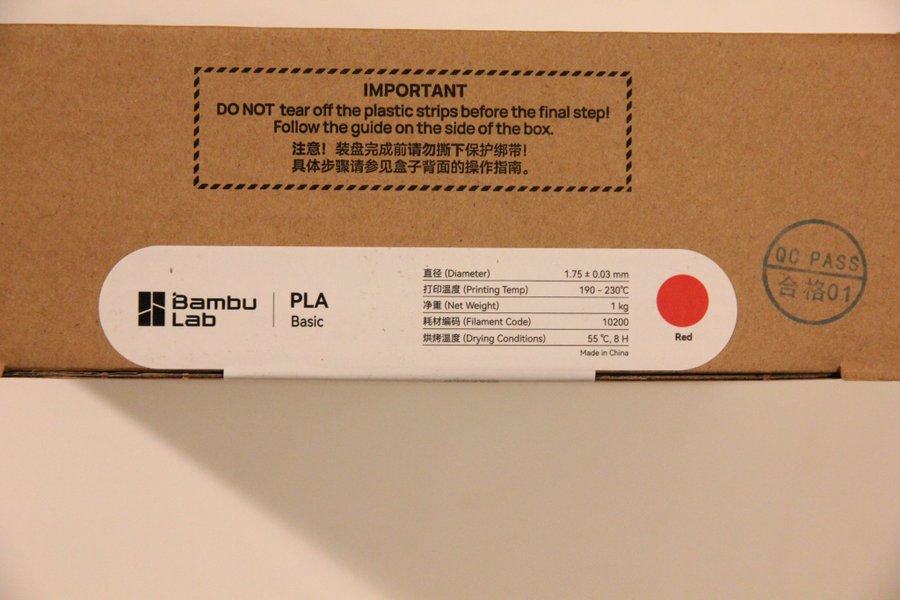 IMPORTANT
DO NOT tear off the plastic strips before the final step!
Follow the guide on the side of the box.
注意！装盘完成前请勿撕下保护绑带！
具体步骤请参见盒子背面的操作指南。
Bambu
Lab
PLA
Basic
直径 (Diameter) 1.75 ± 0.03 mm
打印温度 (Printing Temp) 190 - 230℃
净重 (Net Weight) 1 kg
耗材编码 (Filament Code) 10200
烘烤温度 (Drying Conditions) 55 ℃, 8 H
Made in China
Red
QC PASS
合格01